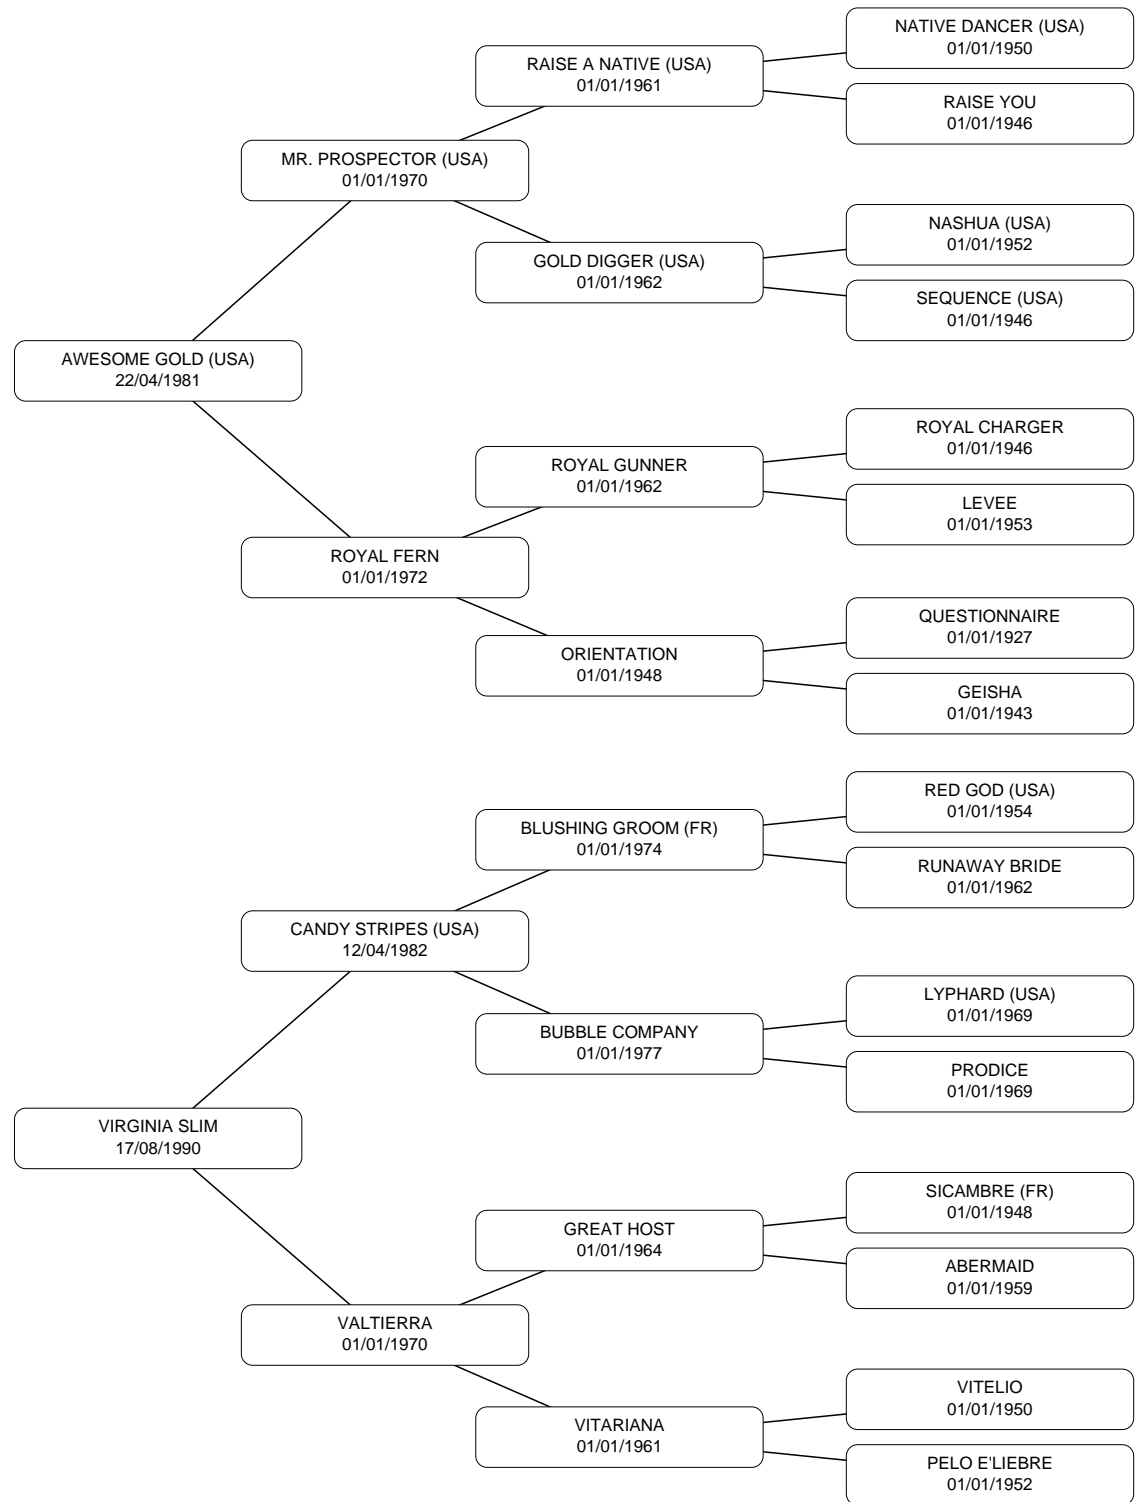 NATIVE DANCER (USA)
01/01/1950
RAISE A NATIVE (USA)
01/01/1961
RAISE YOU
01/01/1946
MR. PROSPECTOR (USA)
01/01/1970
NASHUA (USA)
01/01/1952
GOLD DIGGER (USA)
01/01/1962
SEQUENCE (USA)
01/01/1946
AWESOME GOLD (USA)
22/04/1981
ROYAL CHARGER
01/01/1946
ROYAL GUNNER
01/01/1962
LEVEE
01/01/1953
ROYAL FERN
01/01/1972
QUESTIONNAIRE
01/01/1927
ORIENTATION
01/01/1948
GEISHA
01/01/1943
RED GOD (USA)
01/01/1954
BLUSHING GROOM (FR)
01/01/1974
RUNAWAY BRIDE
01/01/1962
CANDY STRIPES (USA)
12/04/1982
LYPHARD (USA)
01/01/1969
BUBBLE COMPANY
01/01/1977
PRODICE
01/01/1969
VIRGINIA SLIM
17/08/1990
SICAMBRE (FR)
01/01/1948
GREAT HOST
01/01/1964
ABERMAID
01/01/1959
VALTIERRA
01/01/1970
VITELIO
01/01/1950
VITARIANA
01/01/1961
PELO E'LIEBRE
01/01/1952